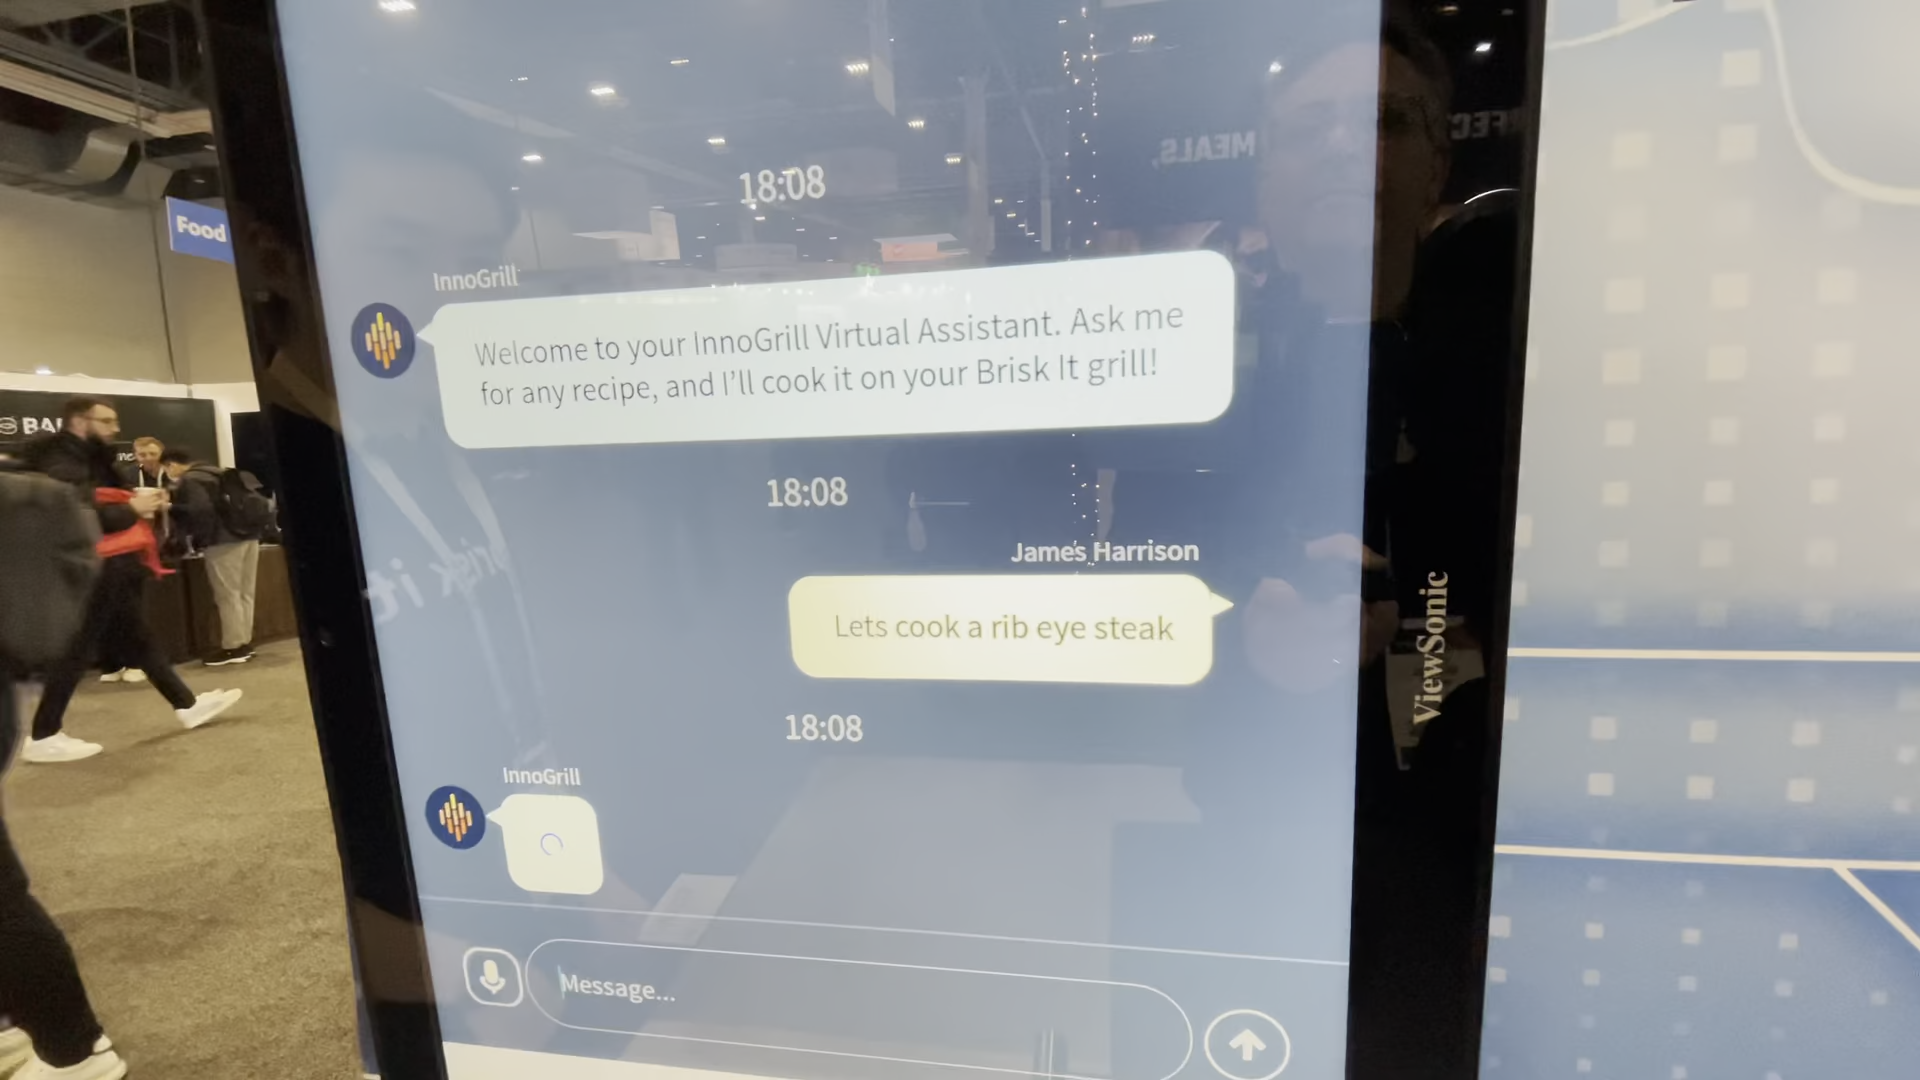 Food
MEALS,
18:08
InnoGrill
Welcome to your InnoGrill Virtual Assistant. Ask me
for any recipe, and I'll cook it on your Brisk It grill!
18:08
James Harrison
Lets cook a rib eye steak
brisk it
18:08
InnoGrill
Message...
ViewSonic